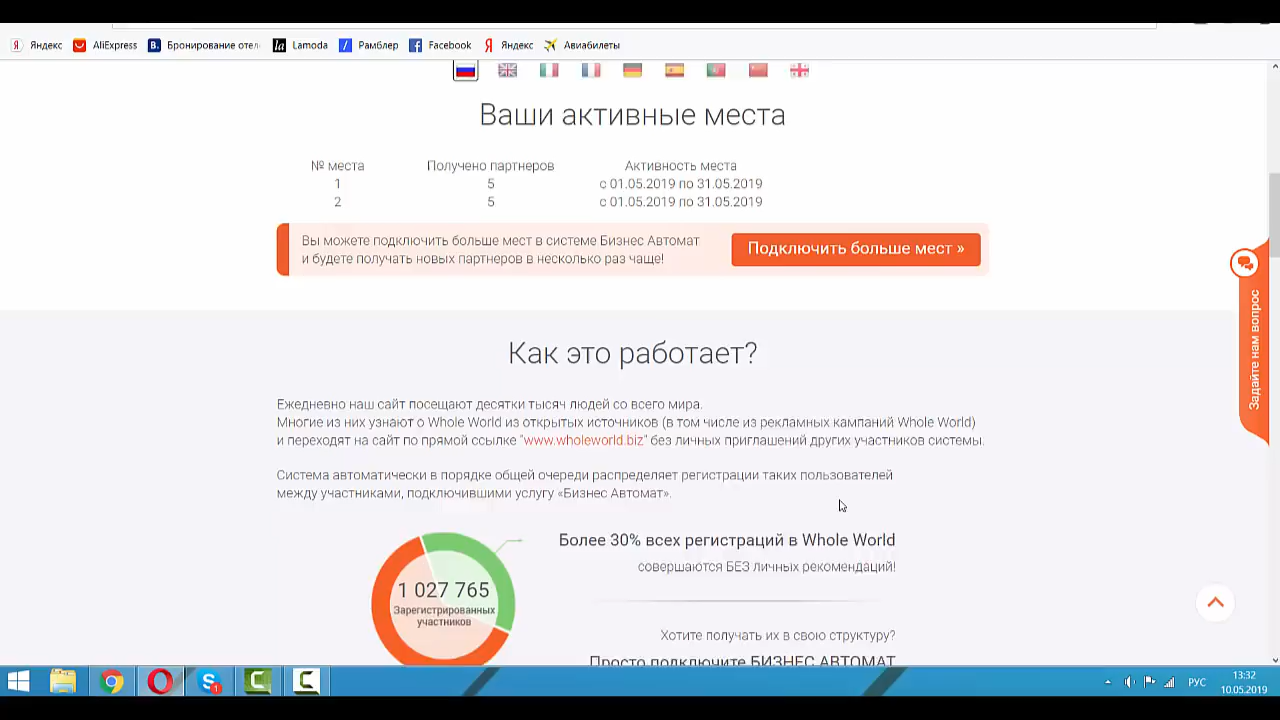 Яндекс AliExpress Бронирование отел Lamoda Рамблер Facebook Яндекс Авиабилеты
Ваши активные места
№ места Получено партнеров Активность места
1 5 с 01.05.2019 по 31.05.2019
2 5 с 01.05.2019 по 31.05.2019
Вы можете подключить больше мест в системе Бизнес Автомат
и будете получать новых партнеров в несколько раз чаще!
Подключить больше мест »
Задайте нам вопрос
Как это работает?
Ежедневно наш сайт посещают десятки тысяч людей со всего мира.
Многие из них узнают о Whole World из открытых источников (в том числе из рекламных кампаний Whole World)
и переходят на сайт по прямой ссылке "www.wholeworld.biz" без личных приглашений других участников системы.
Система автоматически в порядке общей очереди распределяет регистрации таких пользователей
между участниками, подключившими услугу «Бизнес Автомат».
1 027 765
Зарегистрированных
участников
Более 30% всех регистраций в Whole World
совершаются БЕЗ личных рекомендаций!
Хотите получать их в свою структуру?
Просто подключите БИЗНЕС АВТОМАТ
РУС
13:32
10.05.2019